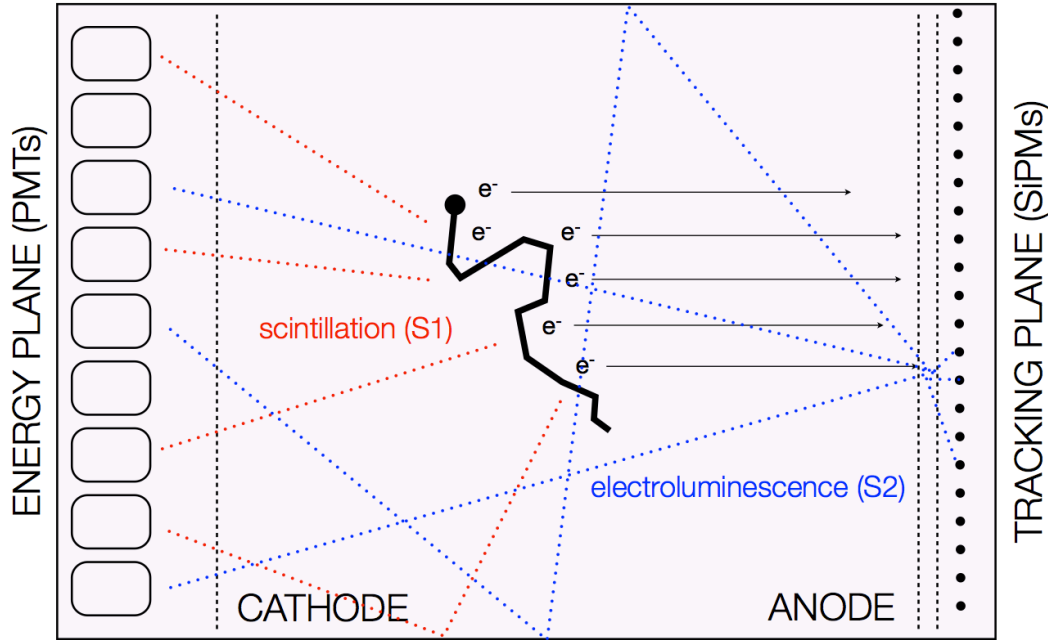 ENERGY PLANE (PMTs)
e-
e-
e-
e-
scintillation (S1)
e-
e-
electroluminescence (S2)
CATHODE
ANODE
TRACKING PLANE (SiPMs)